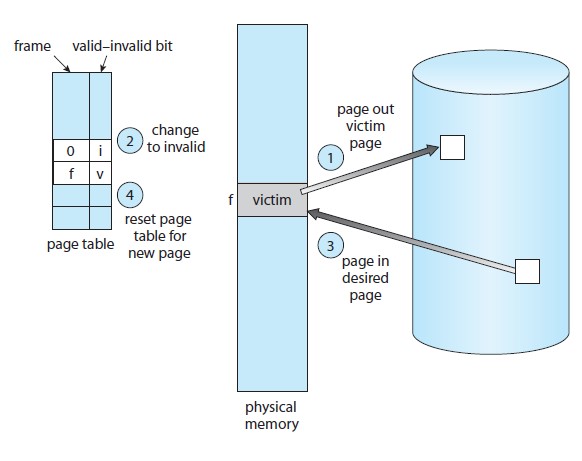 frame valid–invalid bit
0 i
f v
page table
2
change
to invalid
4
reset page
table for
new page
f victim
physical
memory
page out
victim
page
1
3
page in
desired
page